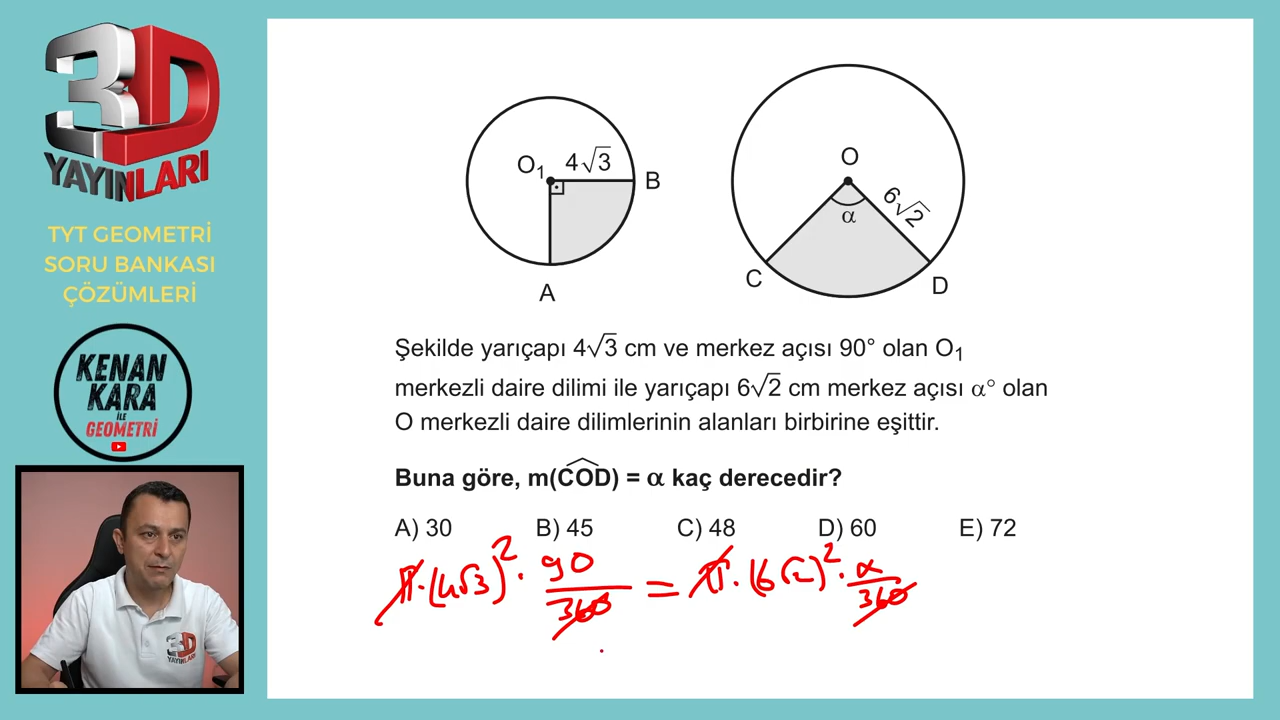 3D
YAYINLARI
TYT GEOMETRİ
SORU BANKASI
ÇÖZÜMLERİ
KENAN
KARA
İLE
GEOMETRİ
3D
YAYINLARI
O₁ 4√3 B
A
O
α
6√2
C D
Şekilde yarıçapı 4√3 cm ve merkez açısı 90° olan O₁
merkezli daire dilimi ile yarıçapı 6√2 cm merkez açısı α° olan
O merkezli daire dilimlerinin alanları birbirine eşittir.
Buna göre, m(COD) = α kaç derecedir?
A) 30 B) 45 C) 48 D) 60 E) 72
π·(4√3)²·90/360 = π·(6√2)²·α/360